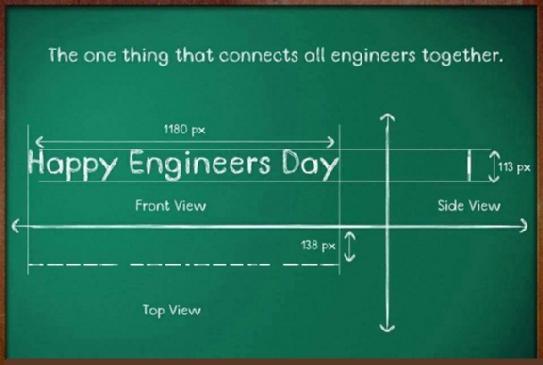 The one thing that connects all engineers together.
1180 px
Happy Engineers Day
113 px
Front View
Side View
138 px
Top View